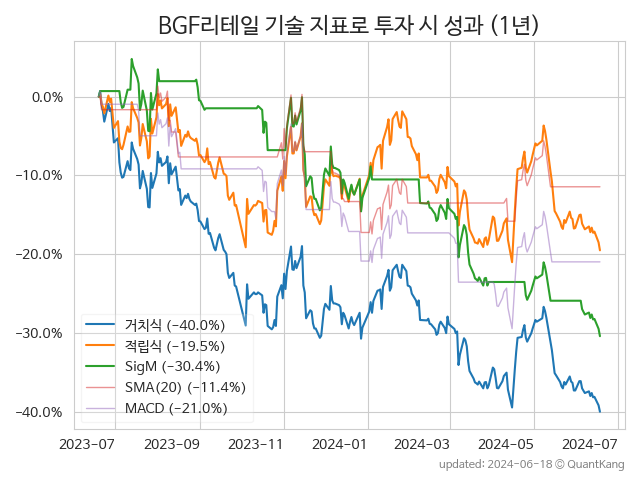 BGF리테일 기술 지표로 투자 시 성과 (1년)
0.0%
−10.0%
−20.0%
−30.0%
−40.0%
거치식 (−40.0%)
적립식 (−19.5%)
SigM (−30.4%)
SMA(20) (−11.4%)
MACD (−21.0%)
2023-07 2023-09 2023-11 2024-01 2024-03 2024-05 2024-07
updated: 2024-06-18 ⓒ QuantKang